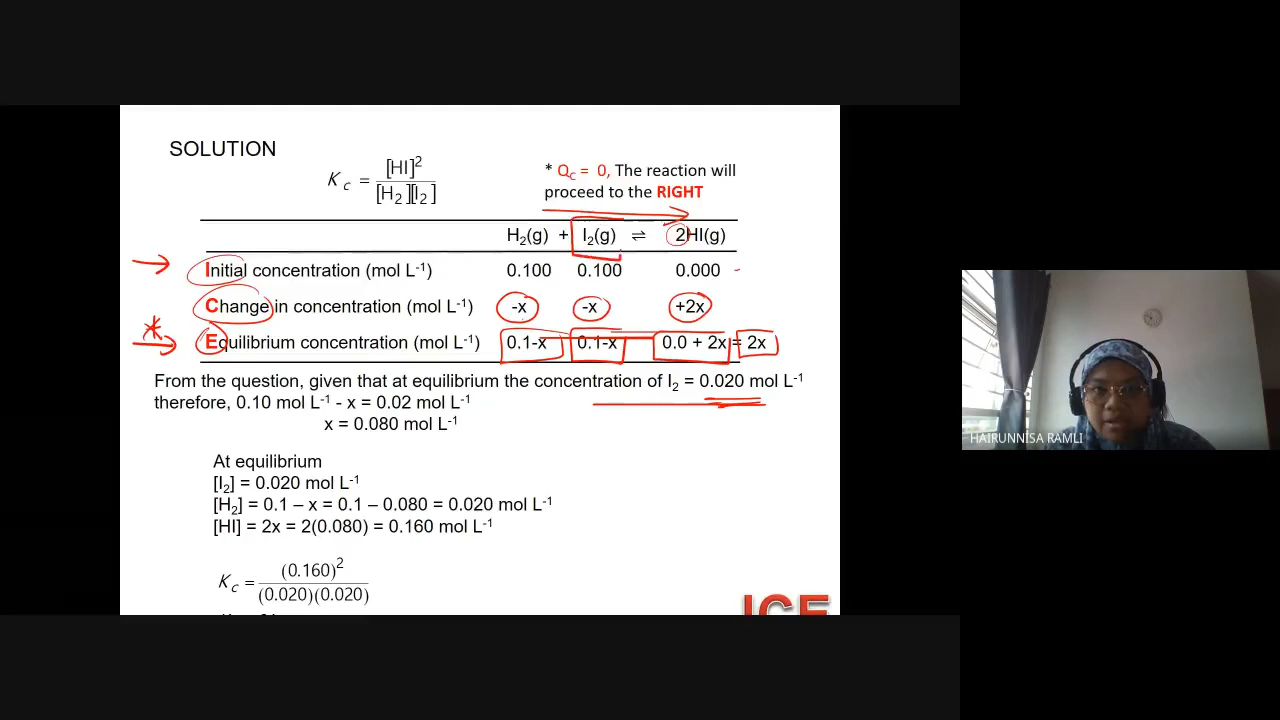 SOLUTION
K c = [HI]² / [H₂][I₂]
* QC = 0, The reaction will
proceed to the RIGHT
H₂(g) + I₂(g) ⇌ 2HI(g)
Initial concentration (mol L⁻¹) 0.100 0.100 0.000
Change in concentration (mol L⁻¹) -x -x +2x
Equilibrium concentration (mol L⁻¹) 0.1-x 0.1-x 0.0 + 2x = 2x
From the question, given that at equilibrium the concentration of I₂ = 0.020 mol L⁻¹
therefore, 0.10 mol L⁻¹ - x = 0.02 mol L⁻¹
x = 0.080 mol L⁻¹
At equilibrium
[I₂] = 0.020 mol L⁻¹
[H₂] = 0.1 – x = 0.1 – 0.080 = 0.020 mol L⁻¹
[HI] = 2x = 2(0.080) = 0.160 mol L⁻¹
K c = (0.160)² / (0.020)(0.020)
ICE
HAIRUNNISA RAMLI